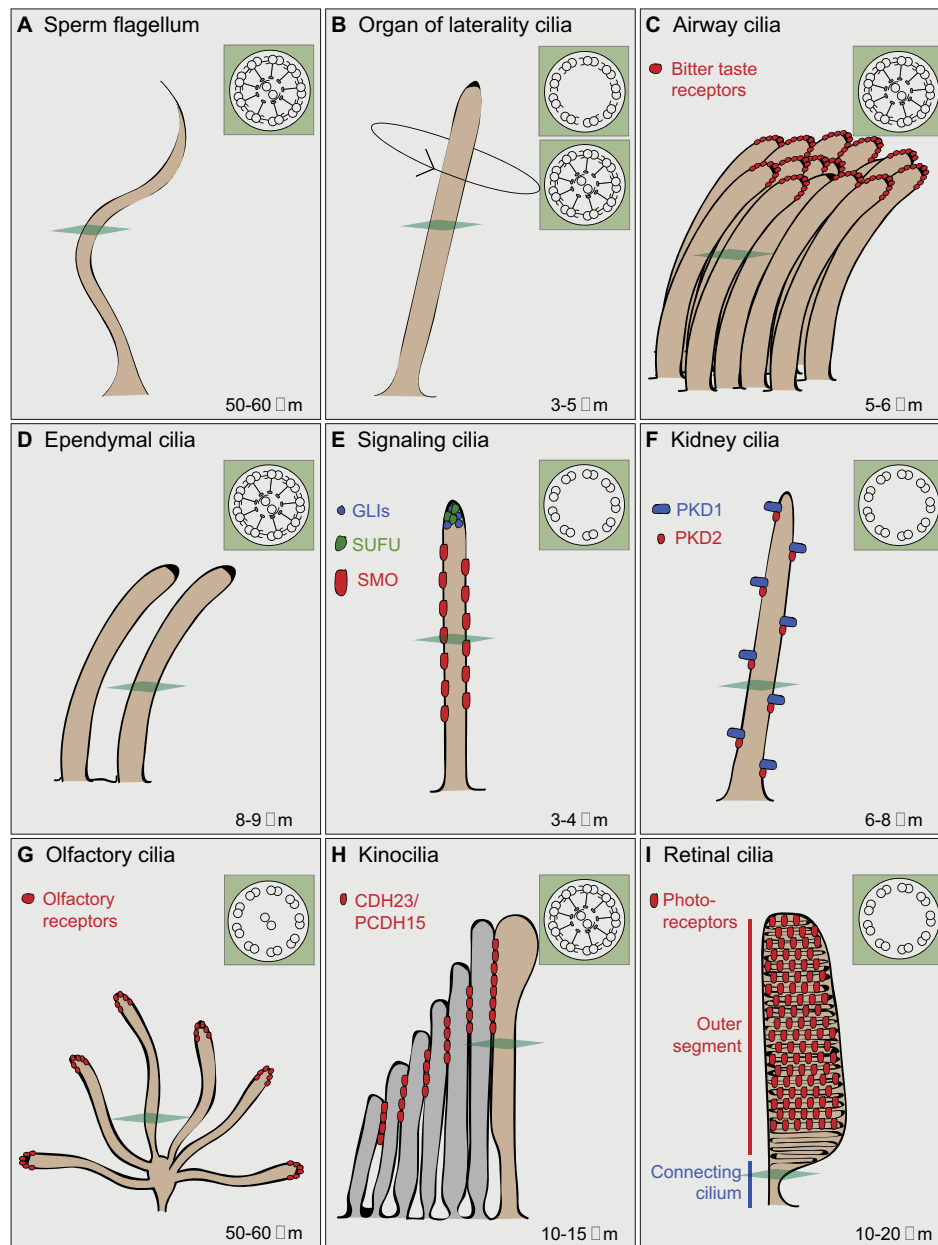 A Sperm flagellum
50-60 □m
B Organ of laterality cilia
3-5 □m
C Airway cilia
Bitter taste
receptors
5-6 □m
D Ependymal cilia
8-9 □m
E Signaling cilia
GLIs
SUFU
SMO
3-4 □m
F Kidney cilia
PKD1
PKD2
6-8 □m
G Olfactory cilia
Olfactory
receptors
50-60 □m
H Kinocilia
CDH23/
PCDH15
10-15 □m
I Retinal cilia
Photo-
receptors
Outer
segment
Connecting
cilium
10-20 □m